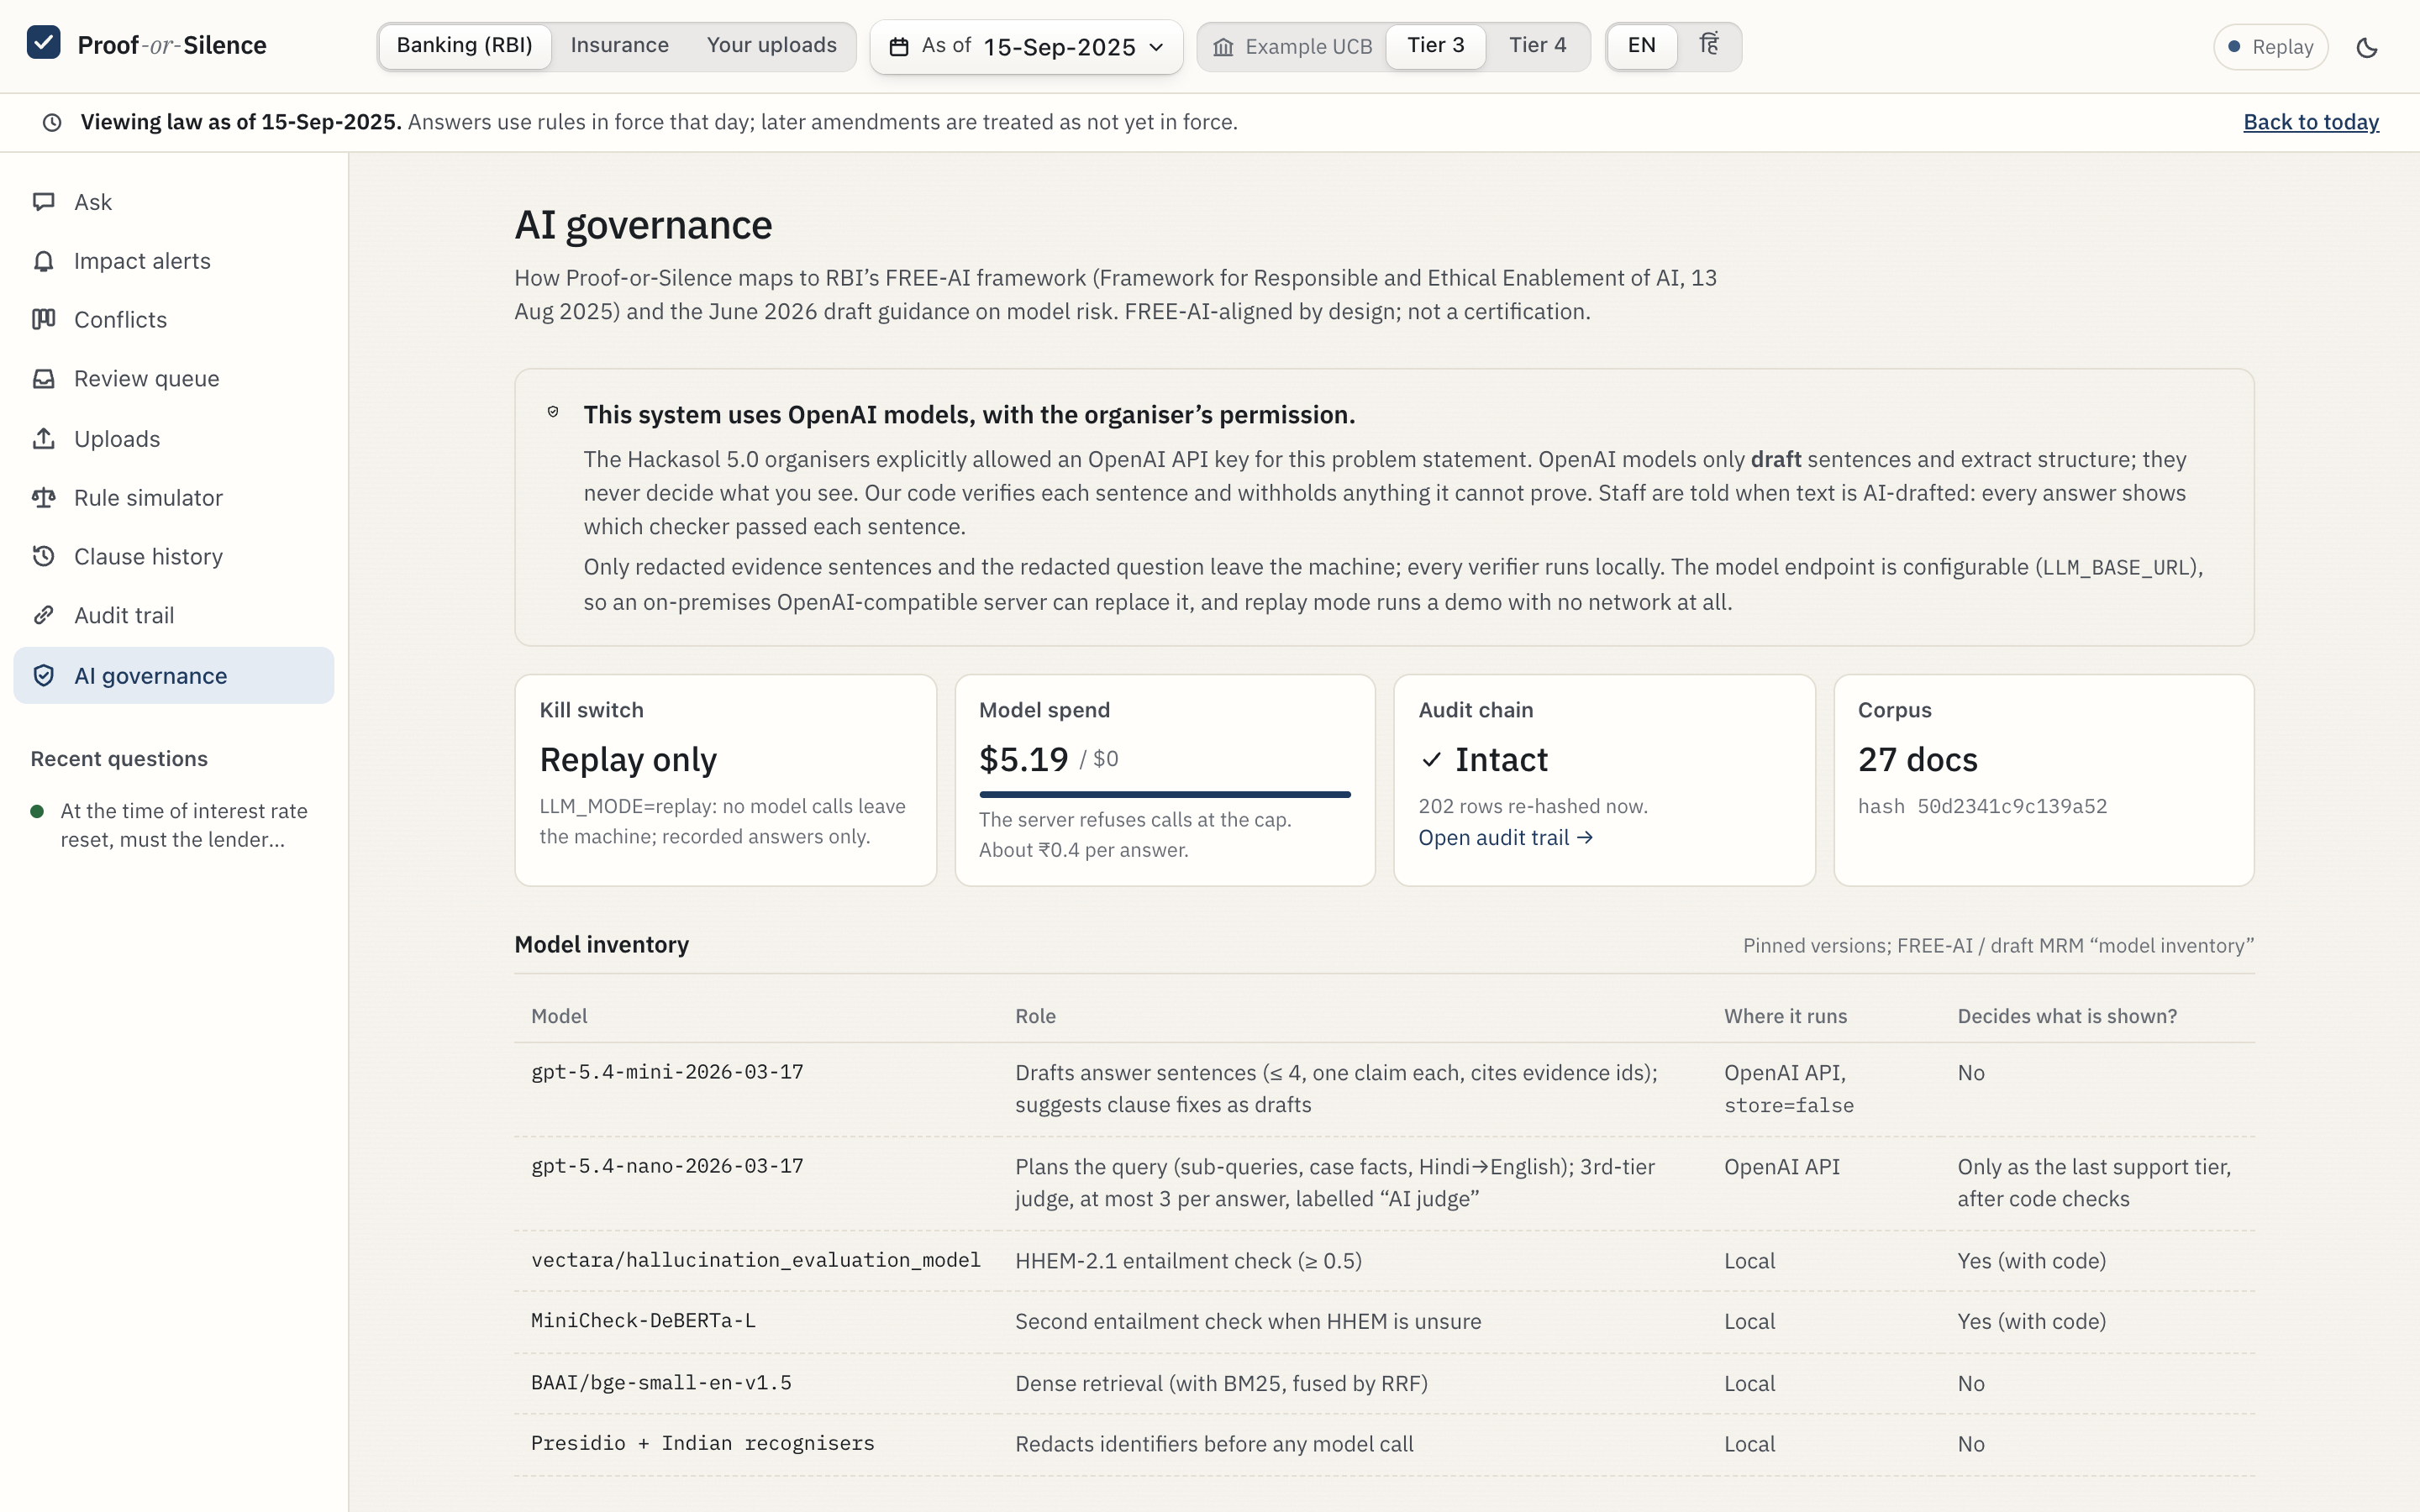 Proof-or-Silence
Banking (RBI) Insurance Your uploads
As of 15-Sep-2025
Example UCB Tier 3 Tier 4
EN हिं
Replay
Viewing law as of 15-Sep-2025. Answers use rules in force that day; later amendments are treated as not yet in force.
Back to today
Ask
Impact alerts
Conflicts
Review queue
Uploads
Rule simulator
Clause history
Audit trail
AI governance
Recent questions
At the time of interest rate
reset, must the lender...
AI governance
How Proof-or-Silence maps to RBI’s FREE-AI framework (Framework for Responsible and Ethical Enablement of AI, 13
Aug 2025) and the June 2026 draft guidance on model risk. FREE-AI-aligned by design; not a certification.
This system uses OpenAI models, with the organiser’s permission.
The Hackasol 5.0 organisers explicitly allowed an OpenAI API key for this problem statement. OpenAI models only draft sentences and extract structure; they
never decide what you see. Our code verifies each sentence and withholds anything it cannot prove. Staff are told when text is AI-drafted: every answer shows
which checker passed each sentence.
Only redacted evidence sentences and the redacted question leave the machine; every verifier runs locally. The model endpoint is configurable (LLM_BASE_URL),
so an on-premises OpenAI-compatible server can replace it, and replay mode runs a demo with no network at all.
Kill switch
Replay only
LLM_MODE=replay: no model calls leave
the machine; recorded answers only.
Model spend
$5.19 / $0
The server refuses calls at the cap.
About ₹0.4 per answer.
Audit chain
Intact
202 rows re-hashed now.
Open audit trail →
Corpus
27 docs
hash 50d2341c9c139a52
Model inventory
Pinned versions; FREE-AI / draft MRM “model inventory”
Model Role Where it runs Decides what is shown?
gpt-5.4-mini-2026-03-17 Drafts answer sentences (≤ 4, one claim each, cites evidence ids); OpenAI API, No
suggests clause fixes as drafts store=false
gpt-5.4-nano-2026-03-17 Plans the query (sub-queries, case facts, Hindi→English); 3rd-tier OpenAI API Only as the last support tier,
judge, at most 3 per answer, labelled “AI judge” after code checks
vectara/hallucination_evaluation_model HHEM-2.1 entailment check (≥ 0.5) Local Yes (with code)
MiniCheck-DeBERTa-L Second entailment check when HHEM is unsure Local Yes (with code)
BAAI/bge-small-en-v1.5 Dense retrieval (with BM25, fused by RRF) Local No
Presidio + Indian recognisers Redacts identifiers before any model call Local No